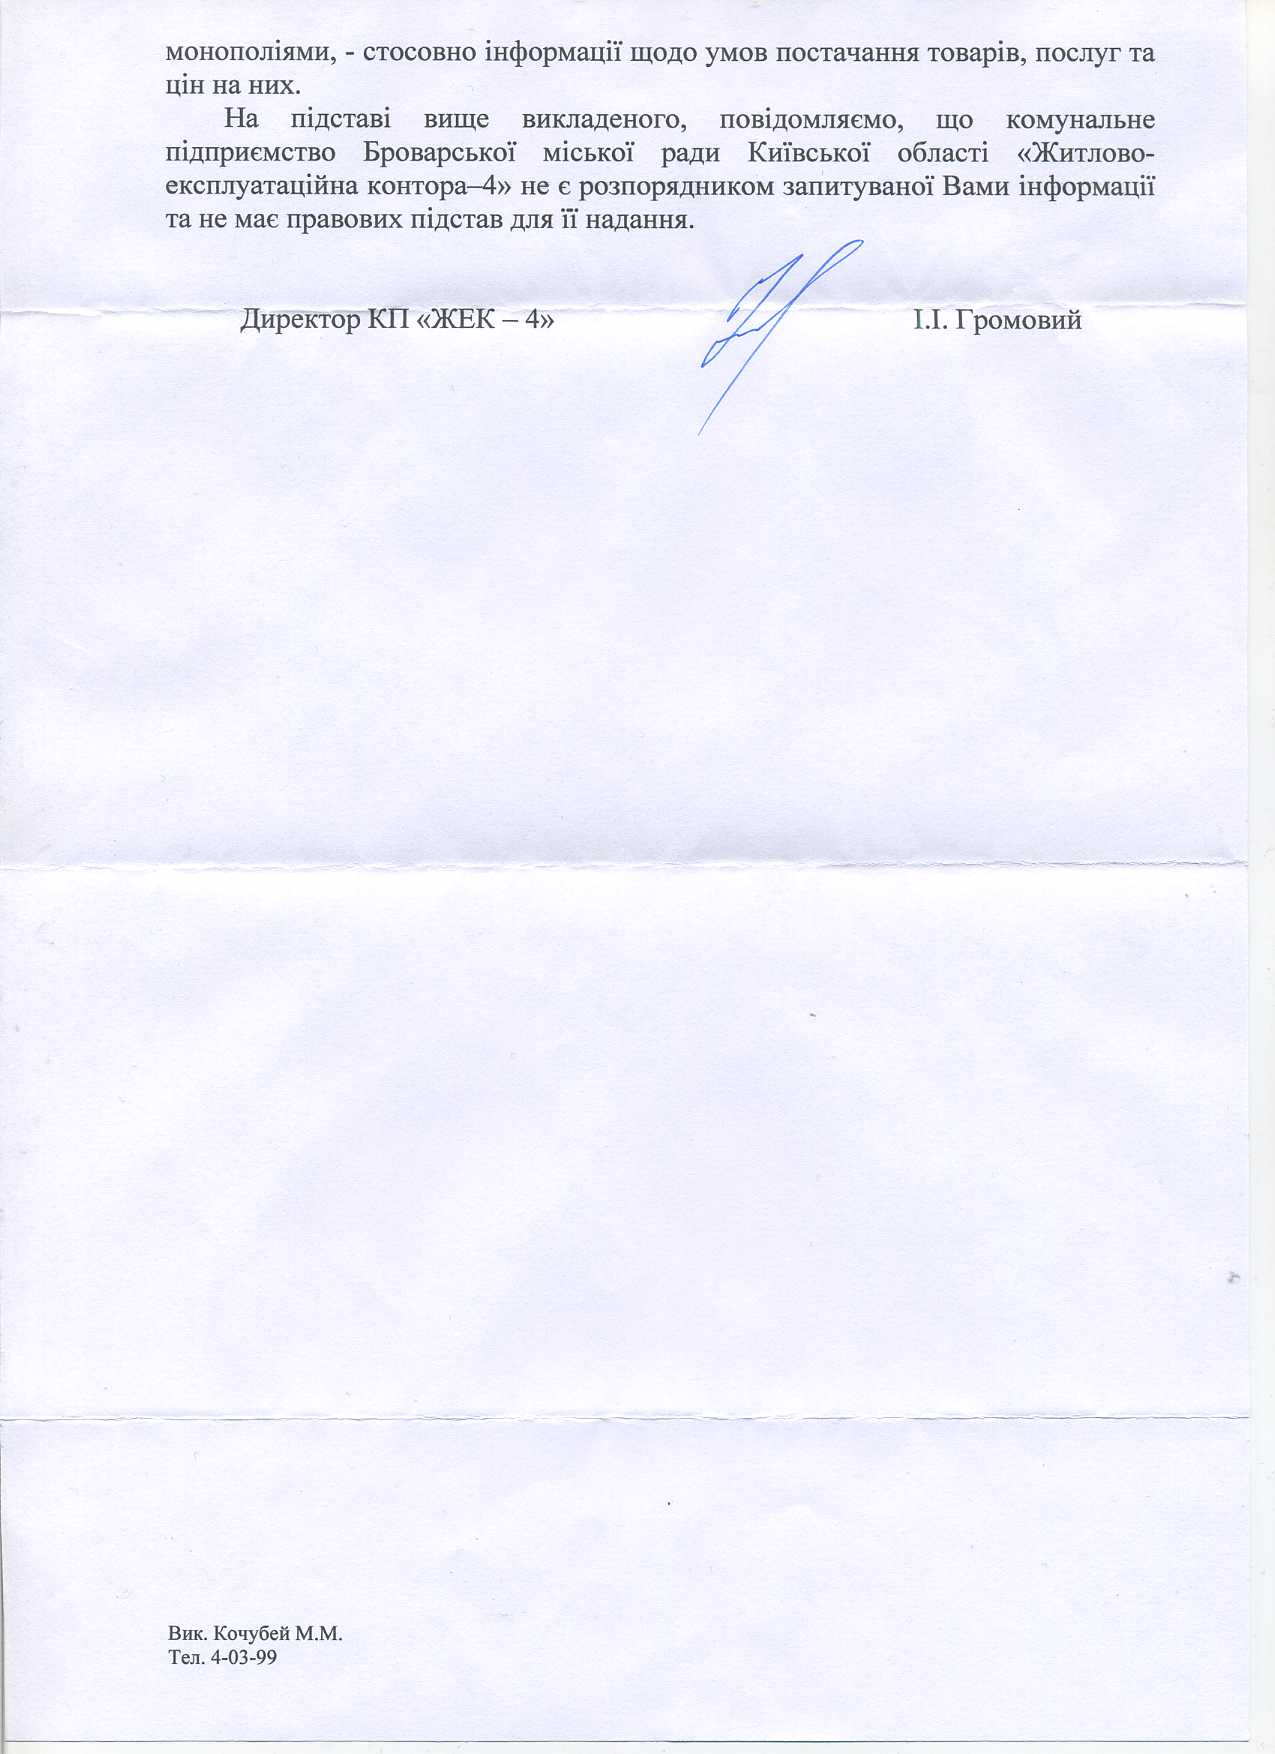 монополіями, - стосовно інформації щодо умов постачання товарів, послуг та
цін на них.
На підставі вище викладеного, повідомляємо, що комунальне
підприємство Броварської міської ради Київської області «Житлово-
експлуатаційна контора–4» не є розпорядником запитуваної Вами інформації
та не має правових підстав для її надання.
Директор КП «ЖЕК – 4» І.І. Громовий
Вик. Кочубей М.М.
Тел. 4-03-99